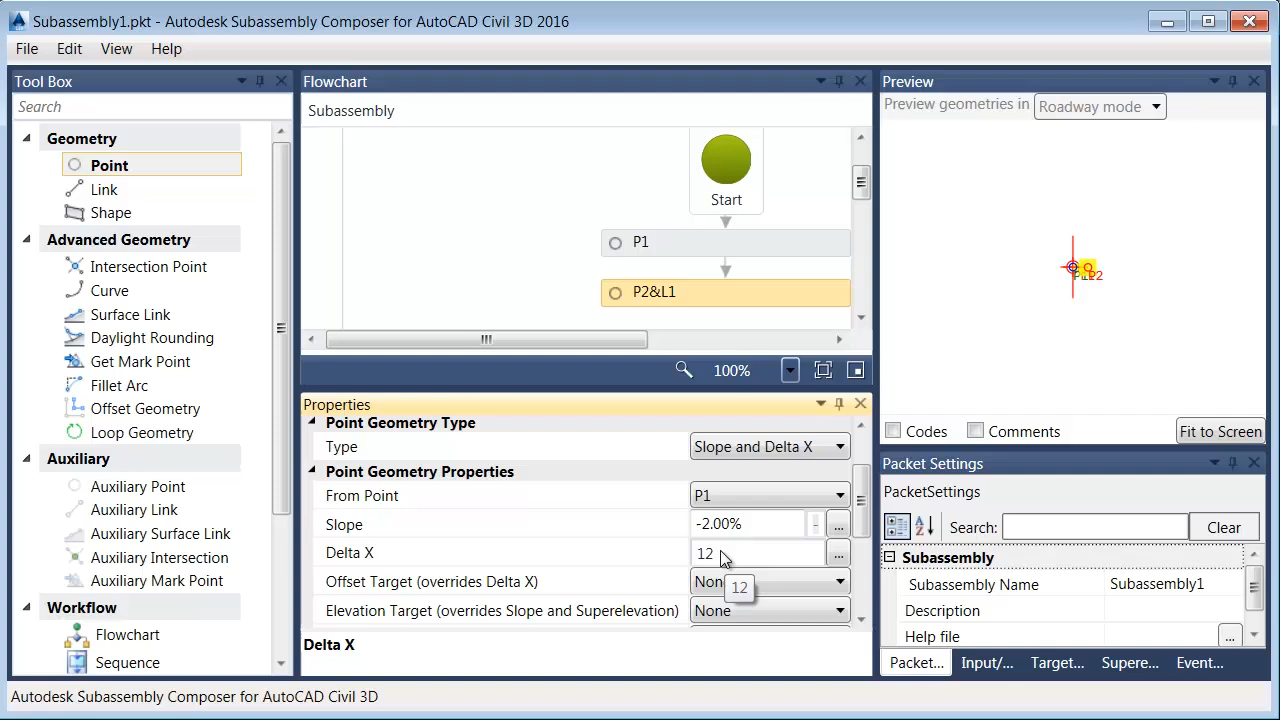 Subassembly1.pkt - Autodesk Subassembly Composer for AutoCAD Civil 3D 2016
File Edit View Help
Tool Box
Search
Geometry
Point
Link
Shape
Advanced Geometry
Intersection Point
Curve
Surface Link
Daylight Rounding
Get Mark Point
Fillet Arc
Offset Geometry
Loop Geometry
Auxiliary
Auxiliary Point
Auxiliary Link
Auxiliary Surface Link
Auxiliary Intersection
Auxiliary Mark Point
Workflow
Flowchart
Sequence
Flowchart
Subassembly
Start
P1
P2&L1
100%
Properties
Point Geometry Type
Type Slope and Delta X
Point Geometry Properties
From Point P1
Slope -2.00% - ...
Delta X 12 ...
Offset Target (overrides Delta X)
12
Elevation Target (overrides Slope and Superelevation) None
Delta X
Preview
Preview geometries in Roadway mode
P2
Codes Comments Fit to Screen
Packet Settings
PacketSettings
Search: Clear
Subassembly
Subassembly Name Subassembly1
Description
Help file ...
Packet... Input/... Target... Supere... Event...
Autodesk Subassembly Composer for AutoCAD Civil 3D